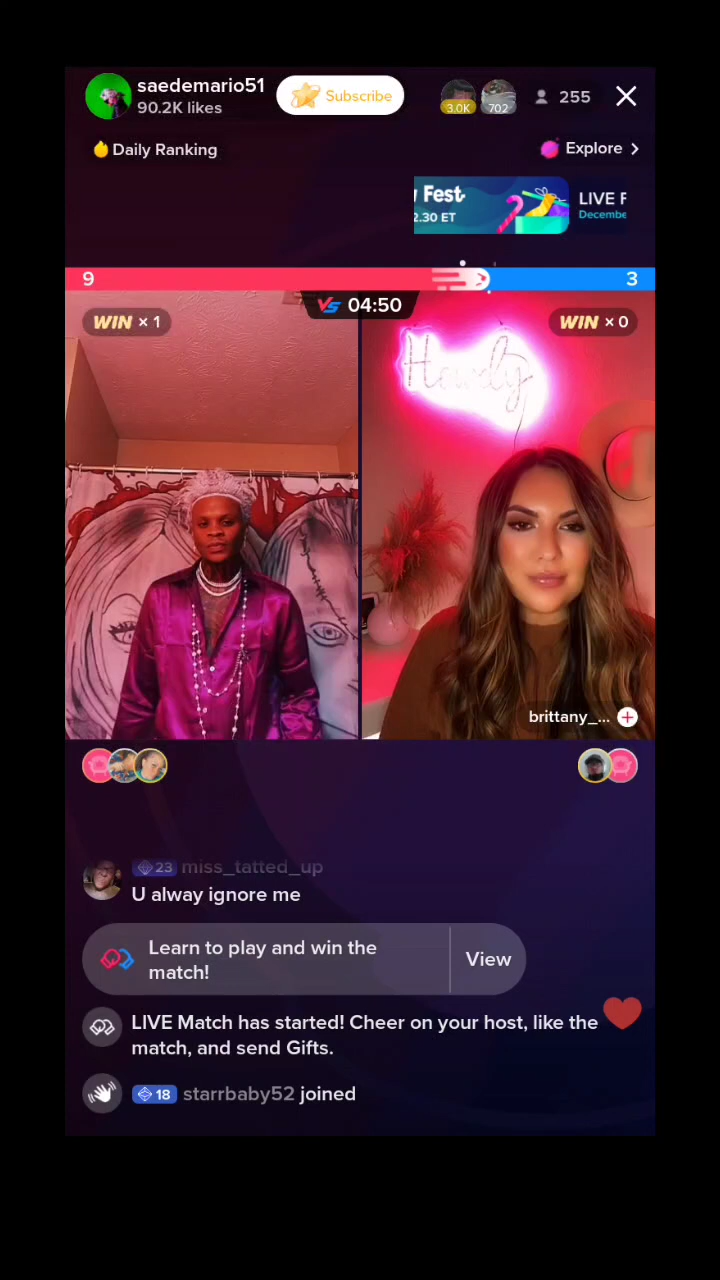 saedemario51
90.2K likes
Subscribe
3.0K
702
255
Daily Ranking
Explore
Fest
2.30 ET
LIVE F
Decembe
9
3
VS 04:50
WIN × 1
WIN × 0
Howdy
brittany_...
23 miss_tatted_up
U alway ignore me
Learn to play and win the
match!
View
LIVE Match has started! Cheer on your host, like the
match, and send Gifts.
18 starrbaby52 joined